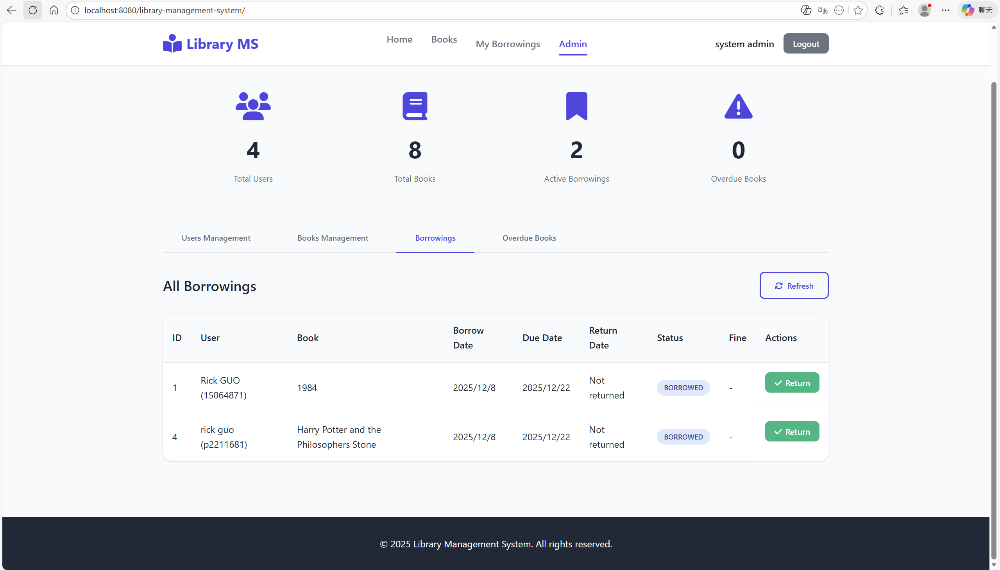 localhost:8080/library-management-system/
聊天
Library MS
Home
Books
My Borrowings
Admin
system admin
Logout
4
8
2
0
Total Users
Total Books
Active Borrowings
Overdue Books
Users Management
Books Management
Borrowings
Overdue Books
All Borrowings
Refresh
ID
User
Book
Borrow
Date
Due Date
Return
Date
Status
Fine
Actions
1
Rick GUO
(15064871)
1984
2025/12/8
2025/12/22
Not
returned
BORROWED
-
Return
4
rick guo
(p2211681)
Harry Potter and the
Philosophers Stone
2025/12/8
2025/12/22
Not
returned
BORROWED
-
Return
© 2025 Library Management System. All rights reserved.